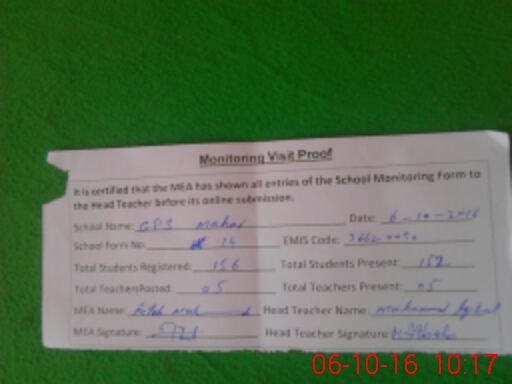 Monitoring Visit Proof
It is certified that the MEA has shown all entries of the School Monitoring Form to
the Head Teacher before its online submission.
School Name: GPS Mahar Date: 6-10-2016
School Form No: 14 EMIS Code:
Total Students Registered: 156 Total Students Present: 152
Total Teachers Posted: 05 Total Teachers Present: 05
MEA Name: Head Teacher Name: Muhammad Iqbal
MEA Signature: Head Teacher Signature:
06-10-16 10:17